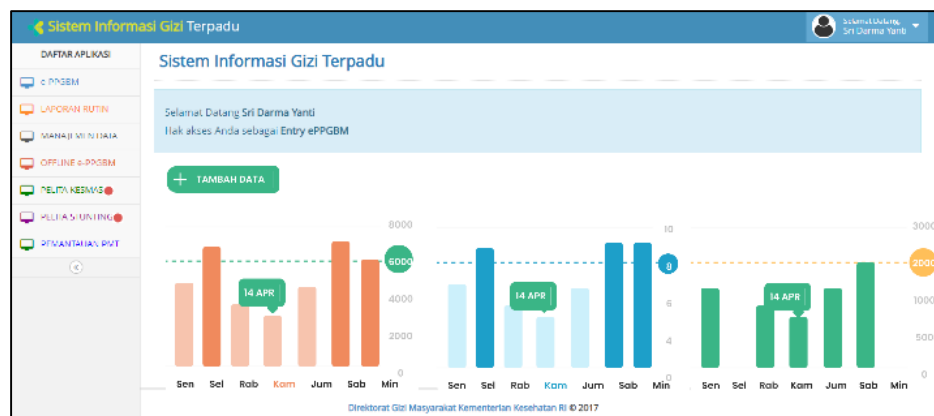 Sistem Informasi Gizi Terpadu
Selamat Datang,
Sri Darma Yanti
DAFTAR APLIKASI
e-PPGBM
LAPORAN RUTIN
MANAJEMEN DATA
OFFLINE e-PPGBM
PELITA KESMAS
PELITA STUNTING
PEMANTAUAN PMT
Sistem Informasi Gizi Terpadu
Selamat Datang Sri Darma Yanti
Hak akses Anda sebagai Entry ePPGBM
+ TAMBAH DATA
8000
6000
4000
2000
0
14 APR
Sen Sel Rab Kam Jum Sab Min
10
8
6
4
0
14 APR
Sen Sel Rab Kam Jum Sab Min
3000
2000
1000
500
0
14 APR
Sen Sel Rab Kam Jum Sab Min
Direktorat Gizi Masyarakat Kementerian Kesehatan RI © 2017